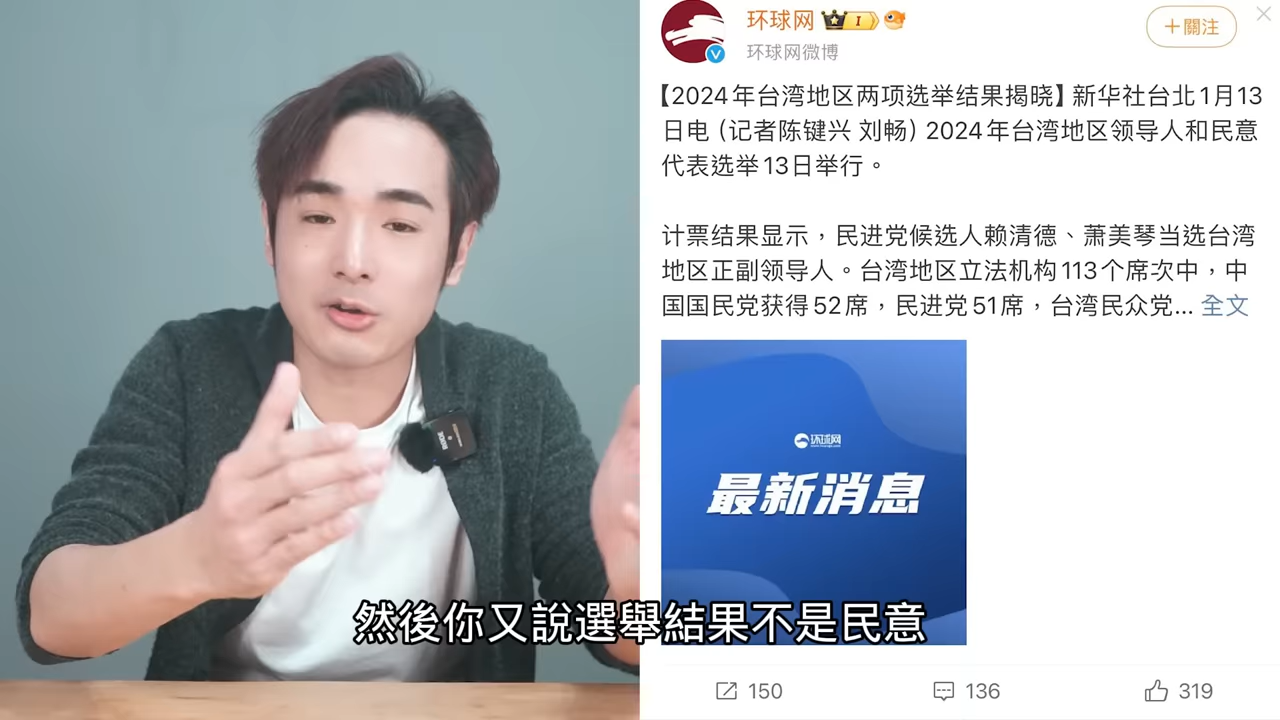 环球网
I
环球网微博
+關注
【2024年台湾地区两项选举结果揭晓】新华社台北1月13
日电（记者陈键兴 刘畅）2024年台湾地区领导人和民意
代表选举13日举行。
计票结果显示，民进党候选人赖清德、萧美琴当选台湾
地区正副领导人。台湾地区立法机构113个席次中，中
国国民党获得52席，民进党51席，台湾民众党... 全文
环球网
最新消息
RODE
然後你又說選舉結果不是民意
150
136
319